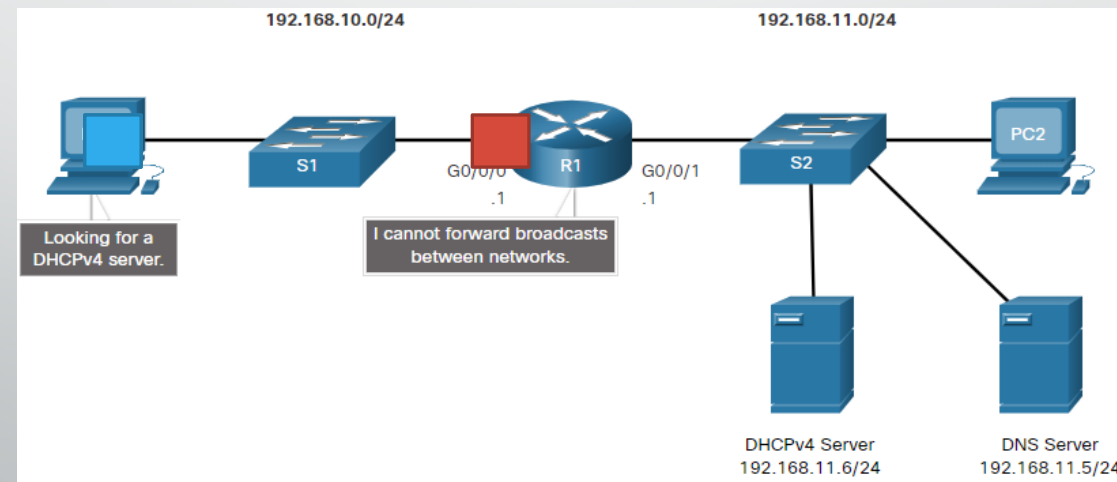 192.168.10.0/24
192.168.11.0/24
S1
G0/0/0
.1
R1
G0/0/1
.1
S2
PC2
Looking for a
DHCPv4 server.
I cannot forward broadcasts
between networks.
DHCPv4 Server
192.168.11.6/24
DNS Server
192.168.11.5/24